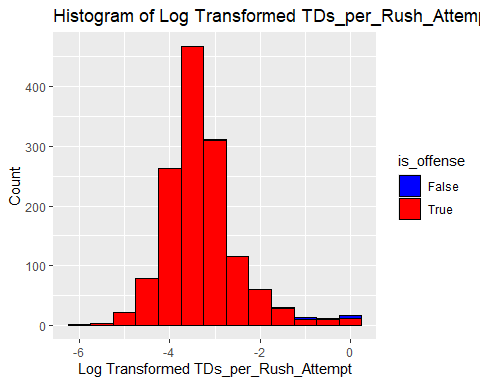 Histogram of Log Transformed TDs_per_Rush_Attemp
Count
400
300
200
100
0
-6
-4
-2
0
Log Transformed TDs_per_Rush_Attempt
is_offense
False
True